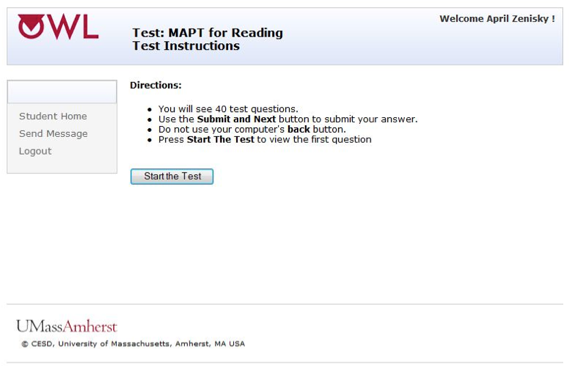 OWL
Test: MAPT for Reading
Test Instructions
Welcome April Zenisky !
Student Home
Send Message
Logout
Directions:
• You will see 40 test questions.
• Use the Submit and Next button to submit your answer.
• Do not use your computer's back button.
• Press Start The Test to view the first question
Start the Test
UMassAmherst
© CESD, University of Massachusetts, Amherst, MA USA